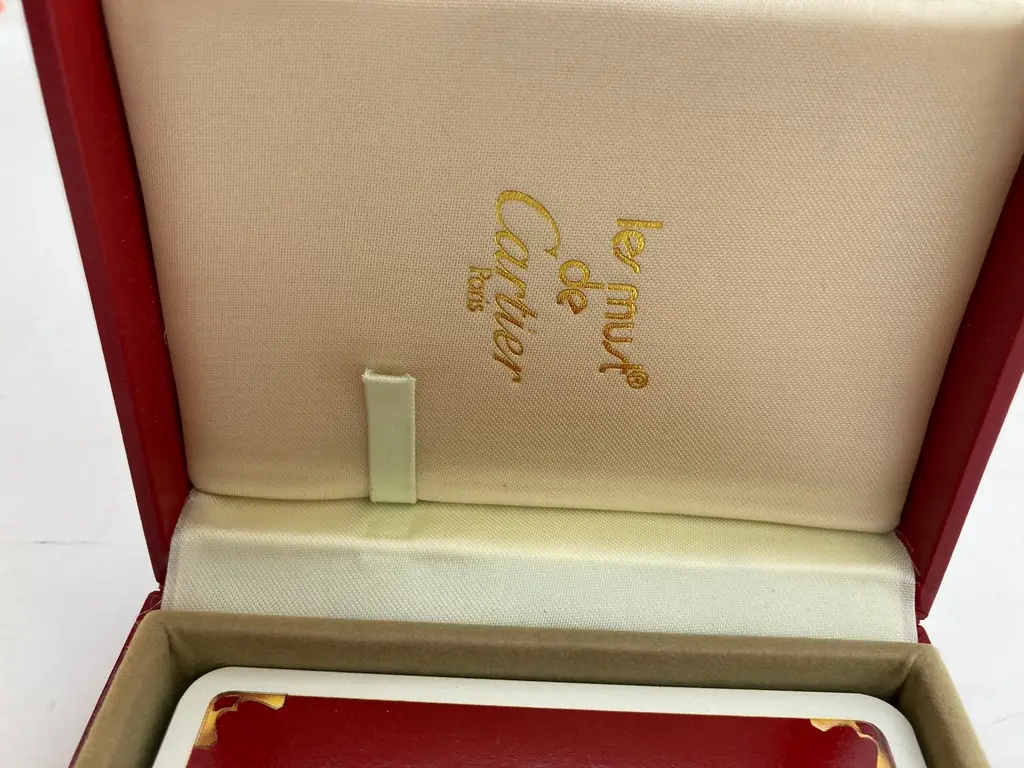 les must®
de
Cartier
Paris